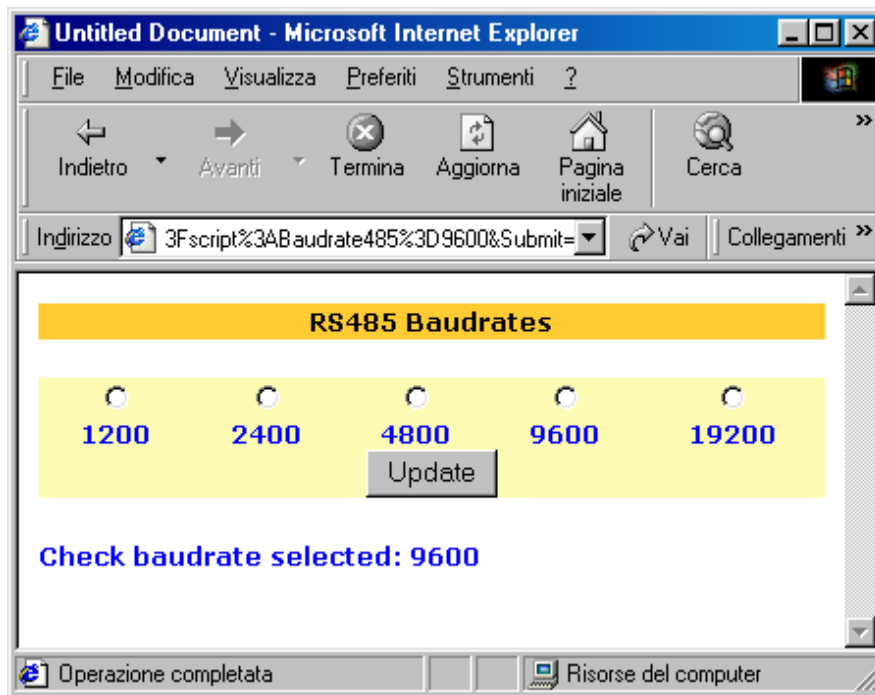 Untitled Document - Microsoft Internet Explorer
File Modifica Visualizza Preferiti Strumenti ?
Indietro Avanti Termina Aggiorna Pagina iniziale Cerca »
Indirizzo 3Fscript%3ABaudrate485%3D9600&Submit= Vai Collegamenti »
RS485 Baudrates
1200 2400 4800 9600 19200
Update
Check baudrate selected: 9600
Operazione completata Risorse del computer